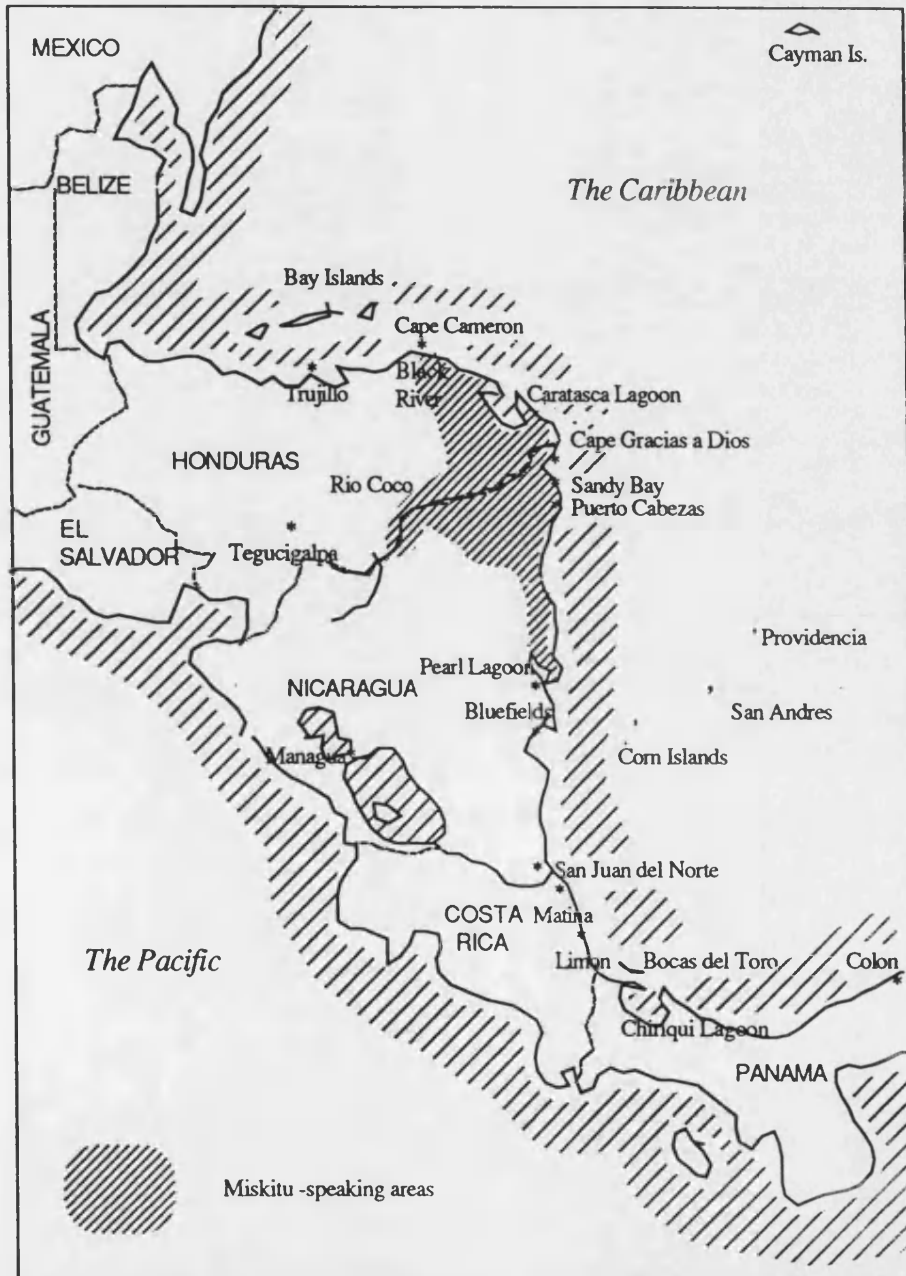 MEXICO
Cayman Is.
BELIZE
The Caribbean
Bay Islands
Cape Cameron
GUATEMALA
Trujillo
Black
River
Caratasca Lagoon
Cape Gracias a Dios
HONDURAS
Rio Coco
Sandy Bay
Puerto Cabezas
EL
SALVADOR
Tegucigalpa
Providencia
Pearl Lagoon
NICARAGUA
Bluefields
San Andres
Managua
Corn Islands
San Juan del Norte
COSTA
RICA
Matina
The Pacific
Limon
Bocas del Toro
Colon
Chiriqui Lagoon
PANAMA
Miskitu -speaking areas